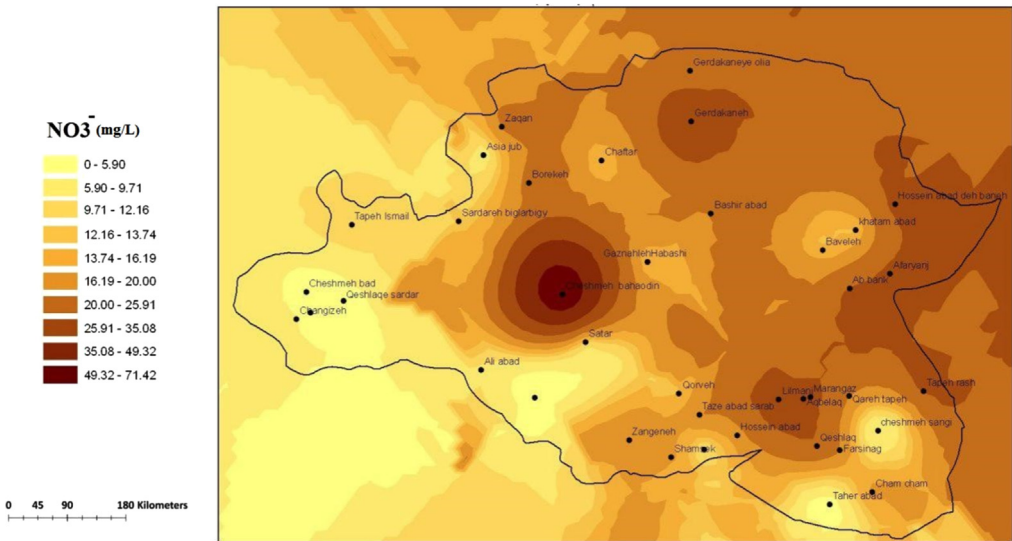 NO3- (mg/L)
0 - 5.90
5.90 - 9.71
9.71 - 12.16
12.16 - 13.74
13.74 - 16.19
16.19 - 20.00
20.00 - 25.91
25.91 - 35.08
35.08 - 49.32
49.32 - 71.42
0 45 90 180 Kilometers
Gerdakaneye olia
Gerdakaneh
Zaqan
Asia jub
Chaftar
Borekeh
Hossein abad deh baneh
Tapeh Ismail
Sardareh biglarbigy
Bashir abad
khatam abad
Baveleh
GaznahlehHabashi
Afaryanj
Cheshmeh bad
Qeshlaqe sardar
Cheshmeh bahaodin
Ab barik
Changizeh
Satar
Ali abad
Qorveh
Lilmanj
Marangaz
Aqbelaq
Qareh tapeh
Tapeh rash
Taze abad sarab
Zangeneh
Hossein abad
cheshmeh sangi
Qeshlaq
Farsinag
Cham cham
Taher abad